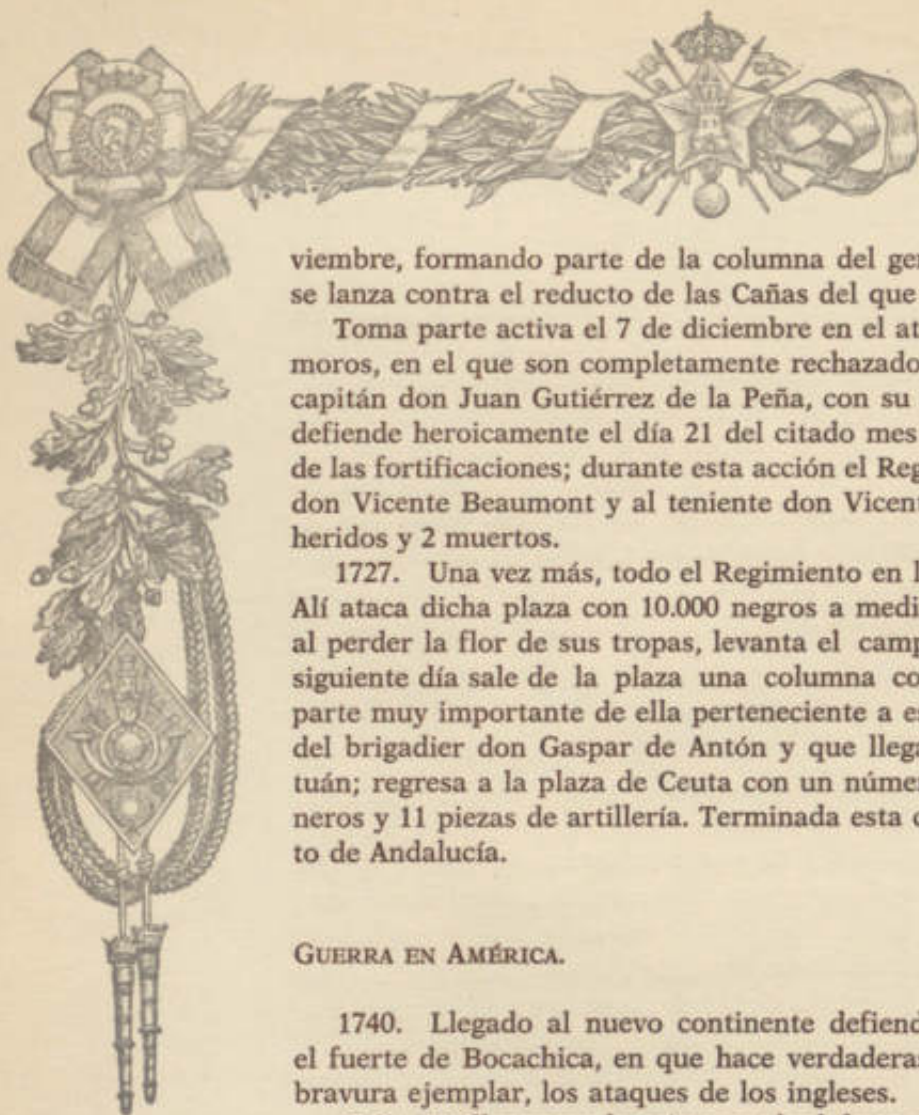 viembre, formando parte de la columna del gen
se lanza contra el reducto de las Cañas del que
Toma parte activa el 7 de diciembre en el at
moros, en el que son completamente rechazado
capitán don Juan Gutiérrez de la Peña, con su
defiende heroicamente el día 21 del citado mes
de las fortificaciones; durante esta acción el Reg
don Vicente Beaumont y al teniente don Vicent
heridos y 2 muertos.
1727. Una vez más, todo el Regimiento en l
Alí ataca dicha plaza con 10.000 negros a medi
al perder la flor de sus tropas, levanta el camp
siguiente día sale de la plaza una columna co
parte muy importante de ella perteneciente a e
del brigadier don Gaspar de Antón y que llega
tuán; regresa a la plaza de Ceuta con un núme
neros y 11 piezas de artillería. Terminada esta
to de Andalucía.
GUERRA EN AMÉRICA.
1740. Llegado al nuevo continente defiend
el fuerte de Bocachica, en que hace verdaderas
bravura ejemplar, los ataques de los ingleses.